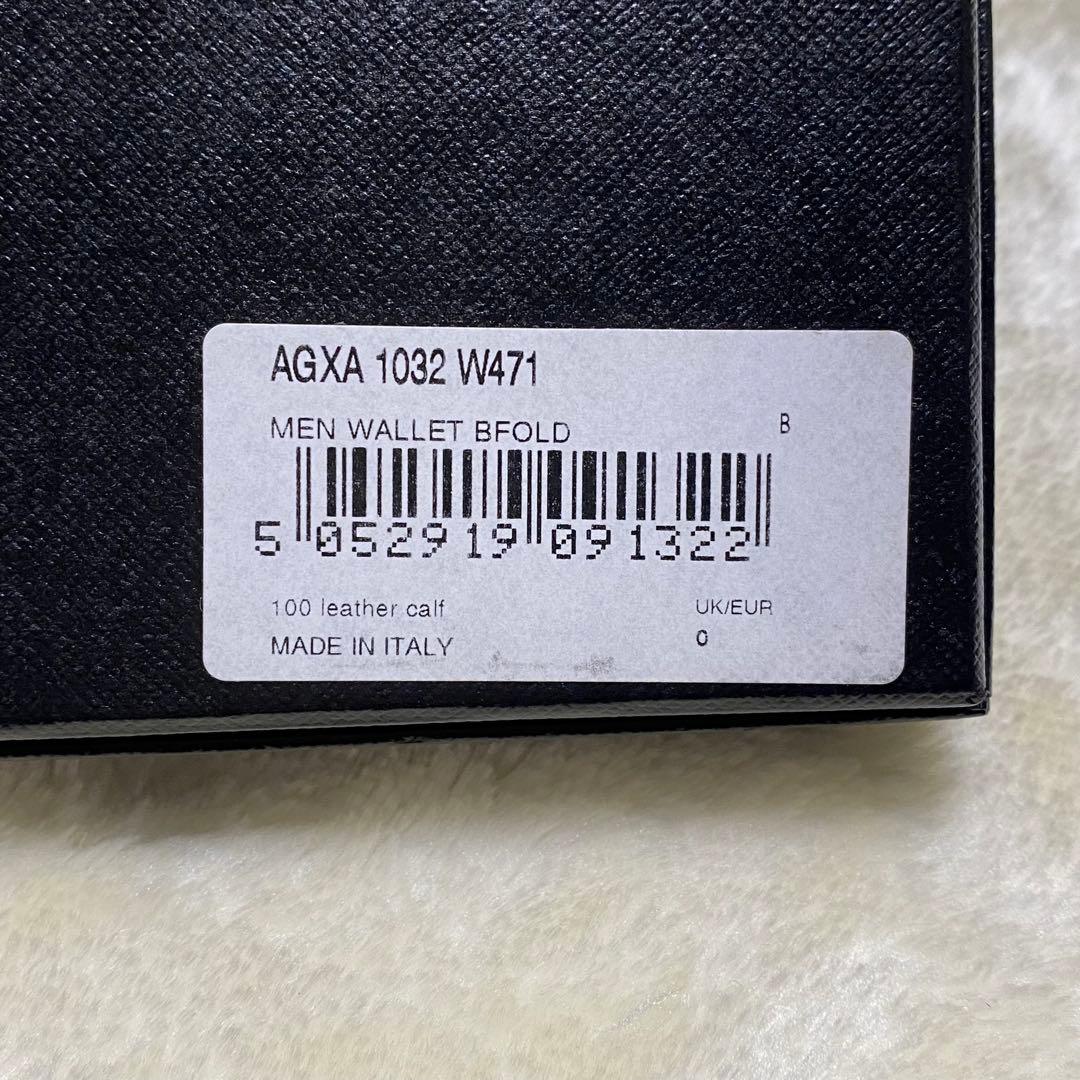 AGXA 1032 W471
MEN WALLET BFOLD B
5 052919 091322
100 leather calf UK/EUR
MADE IN ITALY 0